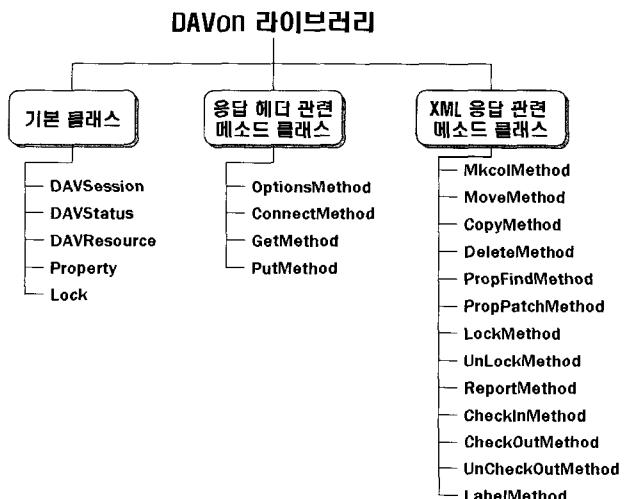 DAVon 라이브러리
기본 클래스
DAVSession
DAVStatus
DAVResource
Property
Lock
응답 헤더 관련
메소드 클래스
OptionsMethod
ConnectMethod
GetMethod
PutMethod
XML 응답 관련
메소드 클래스
MkcolMethod
MoveMethod
CopyMethod
DeleteMethod
PropFindMethod
PropPatchMethod
LockMethod
UnLockMethod
ReportMethod
CheckInMethod
CheckOutMethod
UnCheckOutMethod
LabelMethod